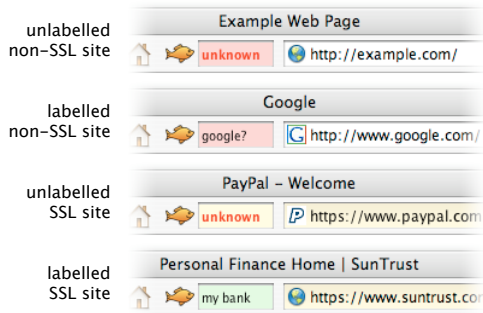 Example Web Page
unlabelled
non-SSL site
unknown
http://example.com/
Google
labelled
non-SSL site
google?
G http://www.google.com/
PayPal – Welcome
unlabelled
SSL site
unknown
P https://www.paypal.com
Personal Finance Home | SunTrust
labelled
SSL site
my bank
https://www.suntrust.cor